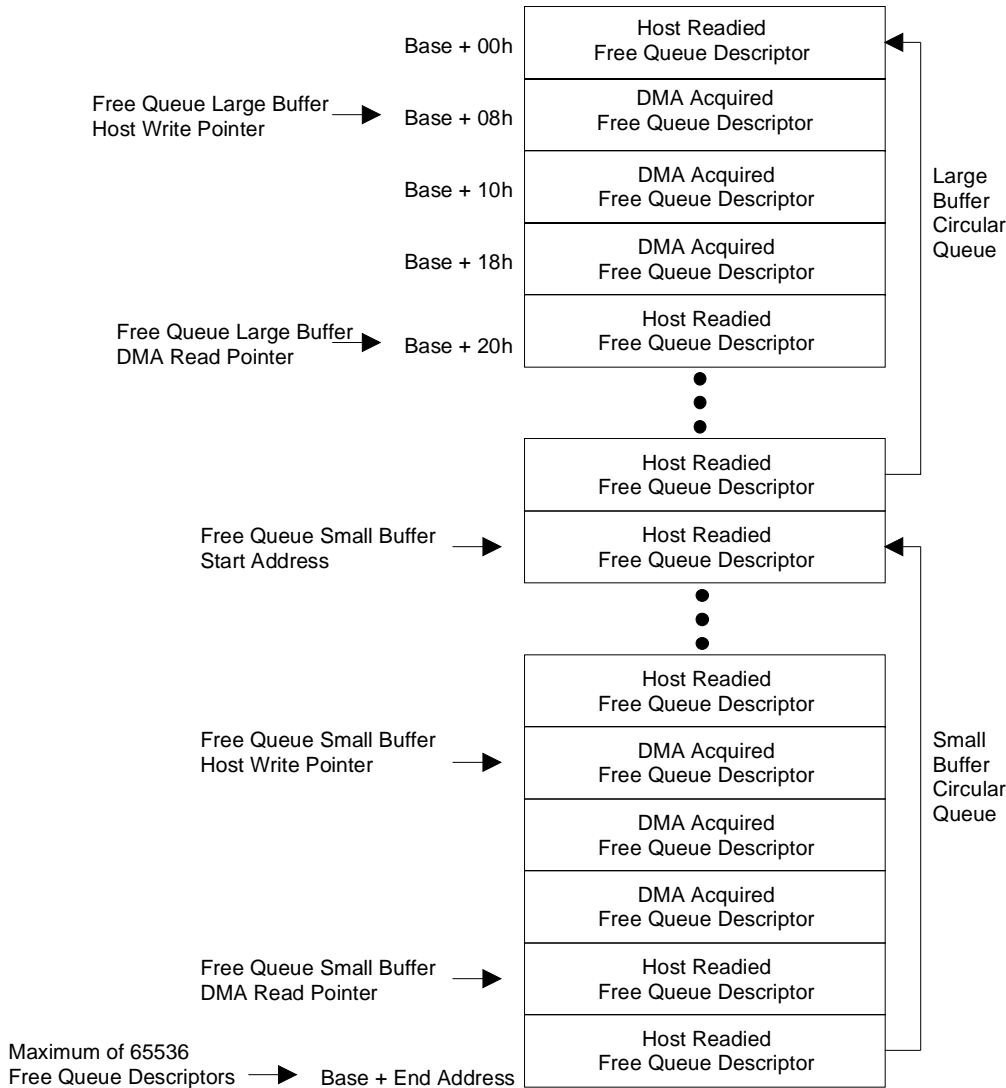 Host Readied
Free Queue Descriptor
Base + 00h
DMA Acquired
Free Queue Descriptor
Free Queue Large Buffer
Host Write Pointer
Base + 08h
DMA Acquired
Free Queue Descriptor
Base + 10h
DMA Acquired
Free Queue Descriptor
Base + 18h
Large
Buffer
Circular
Queue
Host Readied
Free Queue Descriptor
Free Queue Large Buffer
DMA Read Pointer
Base + 20h
Host Readied
Free Queue Descriptor
Free Queue Small Buffer
Start Address
Host Readied
Free Queue Descriptor
Host Readied
Free Queue Descriptor
Free Queue Small Buffer
Host Write Pointer
DMA Acquired
Free Queue Descriptor
Small
Buffer
Circular
Queue
DMA Acquired
Free Queue Descriptor
DMA Acquired
Free Queue Descriptor
Free Queue Small Buffer
DMA Read Pointer
Host Readied
Free Queue Descriptor
Host Readied
Free Queue Descriptor
Maximum of 65536
Free Queue Descriptors
Base + End Address